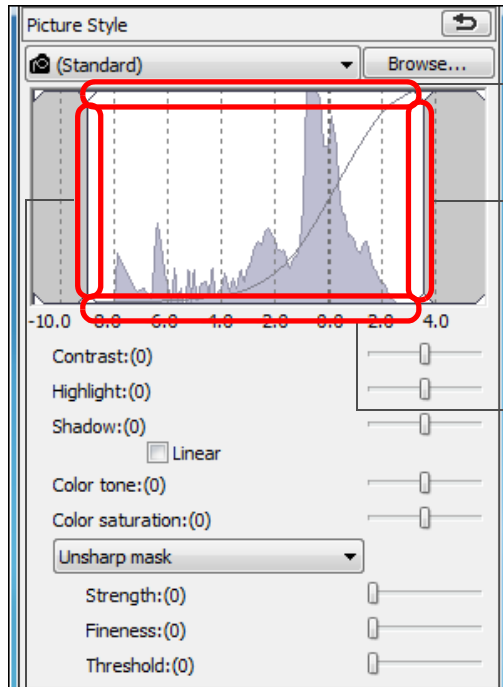 Picture Style
(Standard) Browse...
-10.0 -8.0 -6.0 -4.0 -2.0 0.0 2.0 4.0
Contrast:(0)
Highlight:(0)
Shadow:(0)
Linear
Color tone:(0)
Color saturation:(0)
Unsharp mask
Strength:(0)
Fineness:(0)
Threshold:(0)